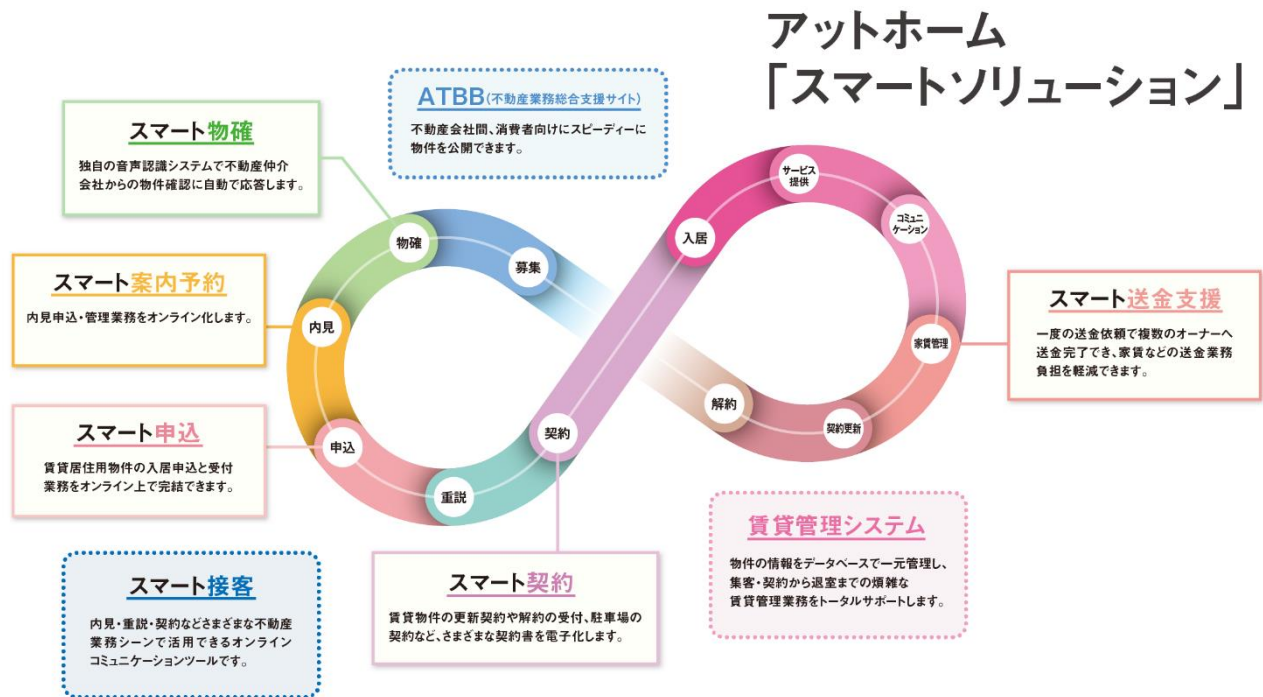 アットホーム
「スマートソリューション」
ATBB(不動産業務総合支援サイト)
不動産会社間、消費者向けにスピーディーに
物件を公開できます。
スマート物確
独自の音声認識システムで不動産仲介
会社からの物件確認に自動で応答します。
スマート案内予約
内見申込・管理業務をオンライン化します。
スマート申込
賃貸居住用物件の入居申込と受付
業務をオンライン上で完結できます。
スマート接客
内見・重説・契約などさまざまな不動産
業務シーンで活用できるオンライン
コミュニケーションツールです。
募集
物確
内見
申込
重説
契約
入居
サービス
提供
コミュニ
ケーション
家賃管理
契約更新
解約
スマート契約
賃貸物件の更新契約や解約の受付、駐車場の
契約など、さまざまな契約書を電子化します。
賃貸管理システム
物件の情報をデータベースで一元管理し、
集客・契約から退室までの煩雑な
賃貸管理業務をトータルサポートします。
スマート送金支援
一度の送金依頼で複数のオーナーへ
送金完了でき、家賃などの送金業務
負担を軽減できます。